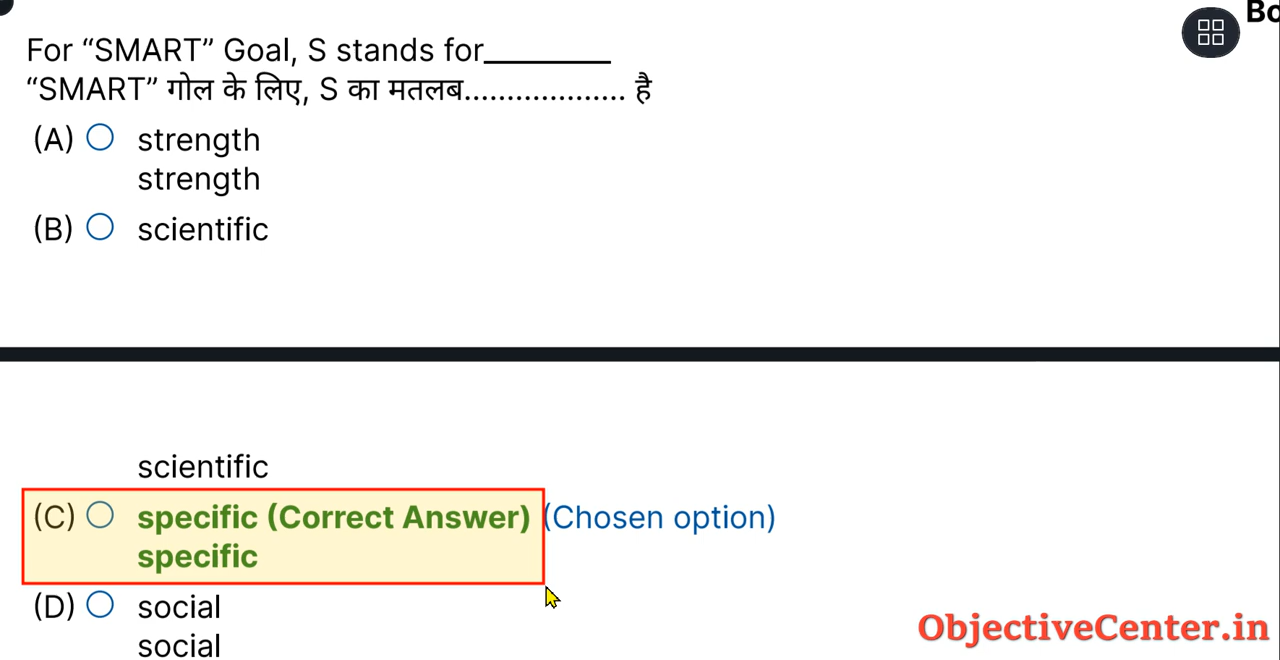 Bo
For “SMART” Goal, S stands for________
“SMART” गोल के लिए, S का मतलब................... है
(A) strength
strength
(B) scientific
scientific
(C) specific (Correct Answer) (Chosen option)
specific
(D) social
social
ObjectiveCenter.in